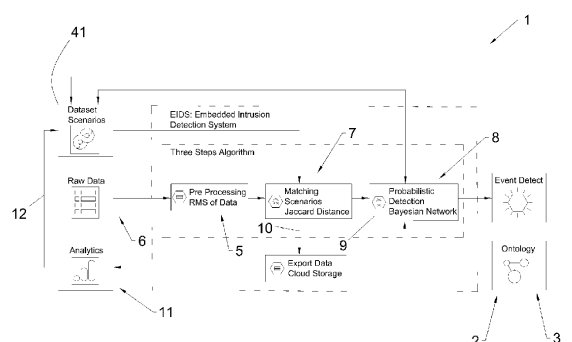 1
41
Dataset
Scenarios
EIDS: Embedded Intrusion
Detection System
7
8
Three Steps Algorithm
Raw Data
Pre Processing
RMS of Data
Matching
Scenarios
Jaccard Distance
Probabilistic
Detection
Bayesian Network
Event Detect
12
6
5
10
9
Analytics
Export Data
Cloud Storage
Ontology
11
2
3